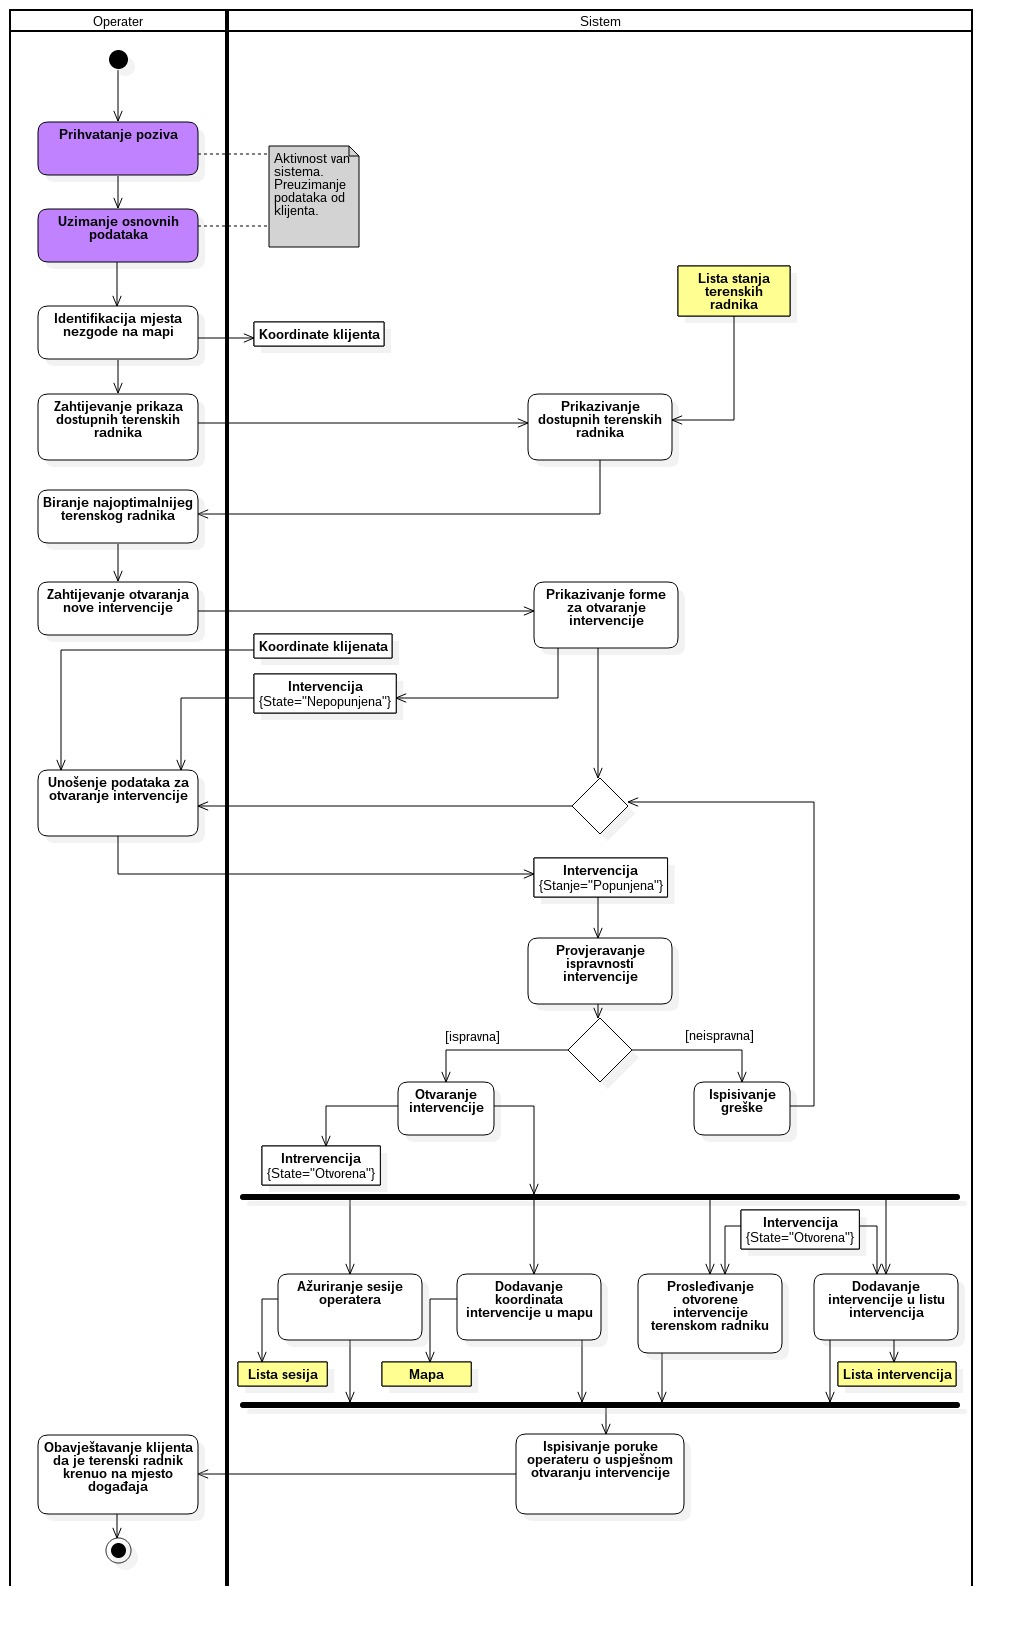 Operater
Sistem
Prihvatanje poziva
Aktivnost van
sistema.
Preuzimanje
podataka od
klijenta.
Uzimanje osnovnih
podataka
Lista stanja
terenskih
radnika
Identifikacija mjesta
nezgode na mapi
Koordinate klijenta
Zahtijevanje prikaza
dostupnih terenskih
radnika
Prikazivanje
dostupnih terenskih
radnika
Biranje najoptimalnijeg
terenskog radnika
Zahtijevanje otvaranja
nove intervencije
Prikazivanje forme
za otvaranje
intervencije
Koordinate klijenata
Intervencija
{State="Nepopunjena"}
Unošenje podataka za
otvaranje intervencije
Intervencija
{Stanje="Popunjena"}
Provjeravanje
ispravnosti
intervencije
[ispravna]
[neispravna]
Otvaranje
intervencije
Ispisivanje
greške
Intrervencija
{State="Otvorena"}
Intervencija
{State="Otvorena"}
Ažuriranje sesije
operatera
Dodavanje
koordinata
intervencije u mapu
Prosleđivanje
otvorene
intervencije
terenskom radniku
Dodavanje
intervencije u listu
intervencija
Lista sesija
Mapa
Lista intervencija
Obavještavanje klijenta
da je terenski radnik
krenuo na mjesto
događaja
Ispisivanje poruke
operateru o uspješnom
otvaranju intervencije